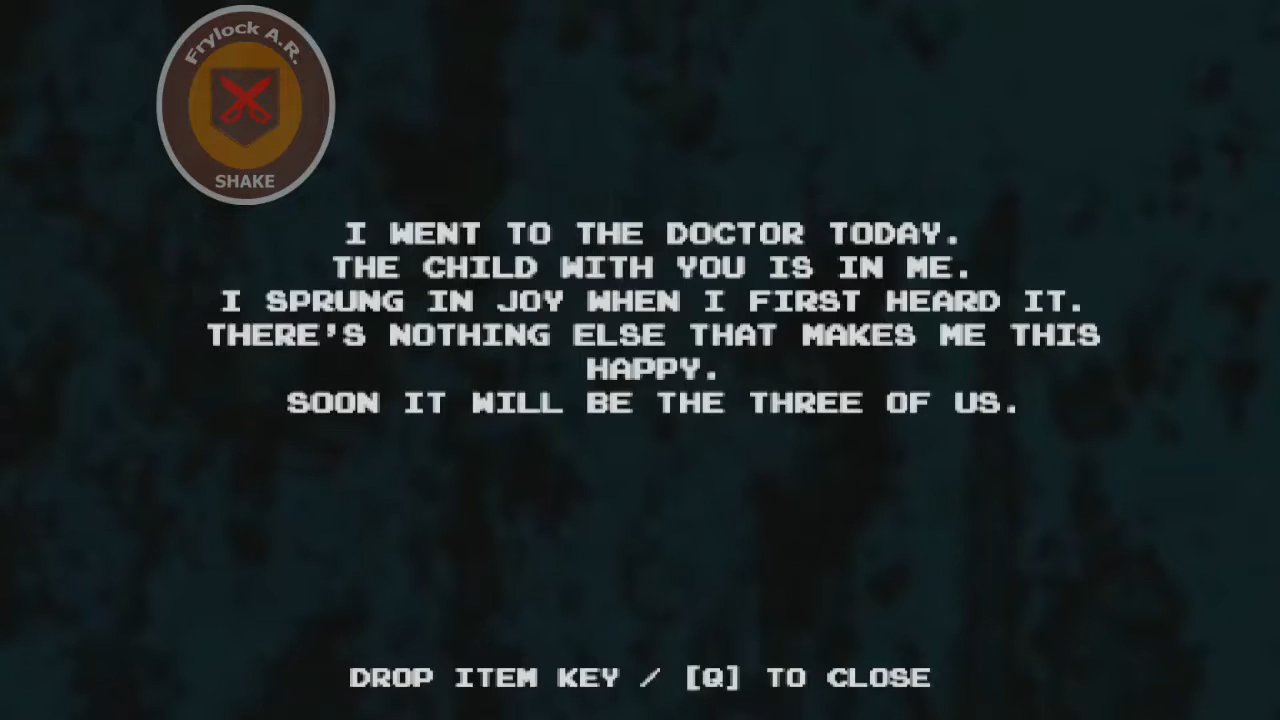 Frylock A.R.
SHAKE
I WENT TO THE DOCTOR TODAY.
THE CHILD WITH YOU IS IN ME.
I SPRUNG IN JOY WHEN I FIRST HEARD IT.
THERE'S NOTHING ELSE THAT MAKES ME THIS
HAPPY.
SOON IT WILL BE THE THREE OF US.
DROP ITEM KEY / [Q] TO CLOSE